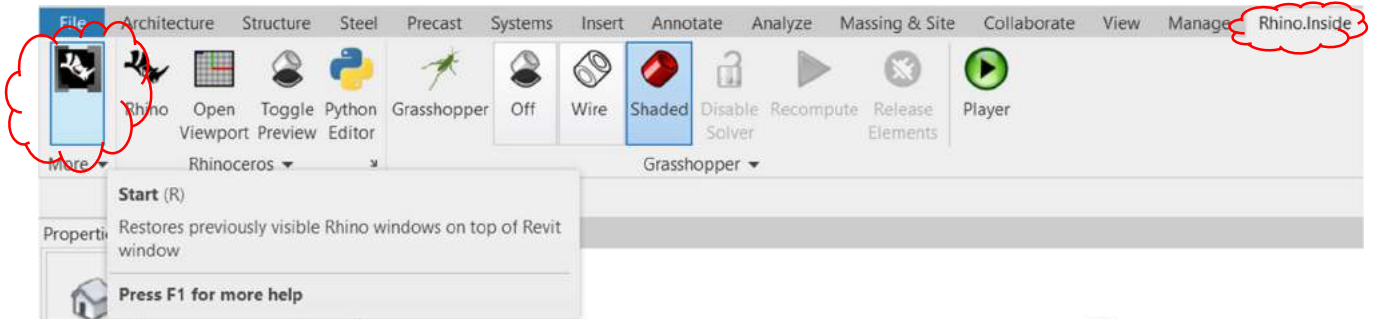 File Architecture Structure Steel Precast Systems Insert Annotate Analyze Massing & Site Collaborate View Manage Rhino.Inside
Rhino Open Toggle Python Grasshopper Off Wire Shaded Disable Recompute Release Player
Viewport Preview Editor Solver Elements
More Rhinoceros Grasshopper
Start (R)
Restores previously visible Rhino windows on top of Revit
Properti
window
Press F1 for more help